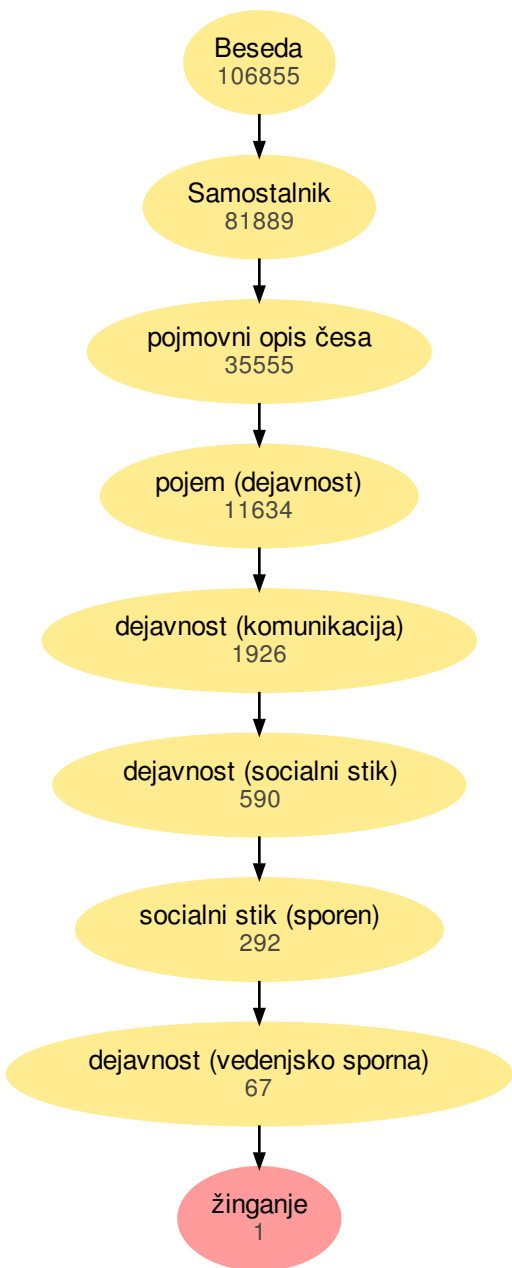 Beseda
106855
Samostalnik
81889
pojmovni opis česa
35555
pojem (dejavnost)
11634
dejavnost (komunikacija)
1926
dejavnost (socialni stik)
590
socialni stik (sporen)
292
dejavnost (vedenjsko sporna)
67
žinganje
1